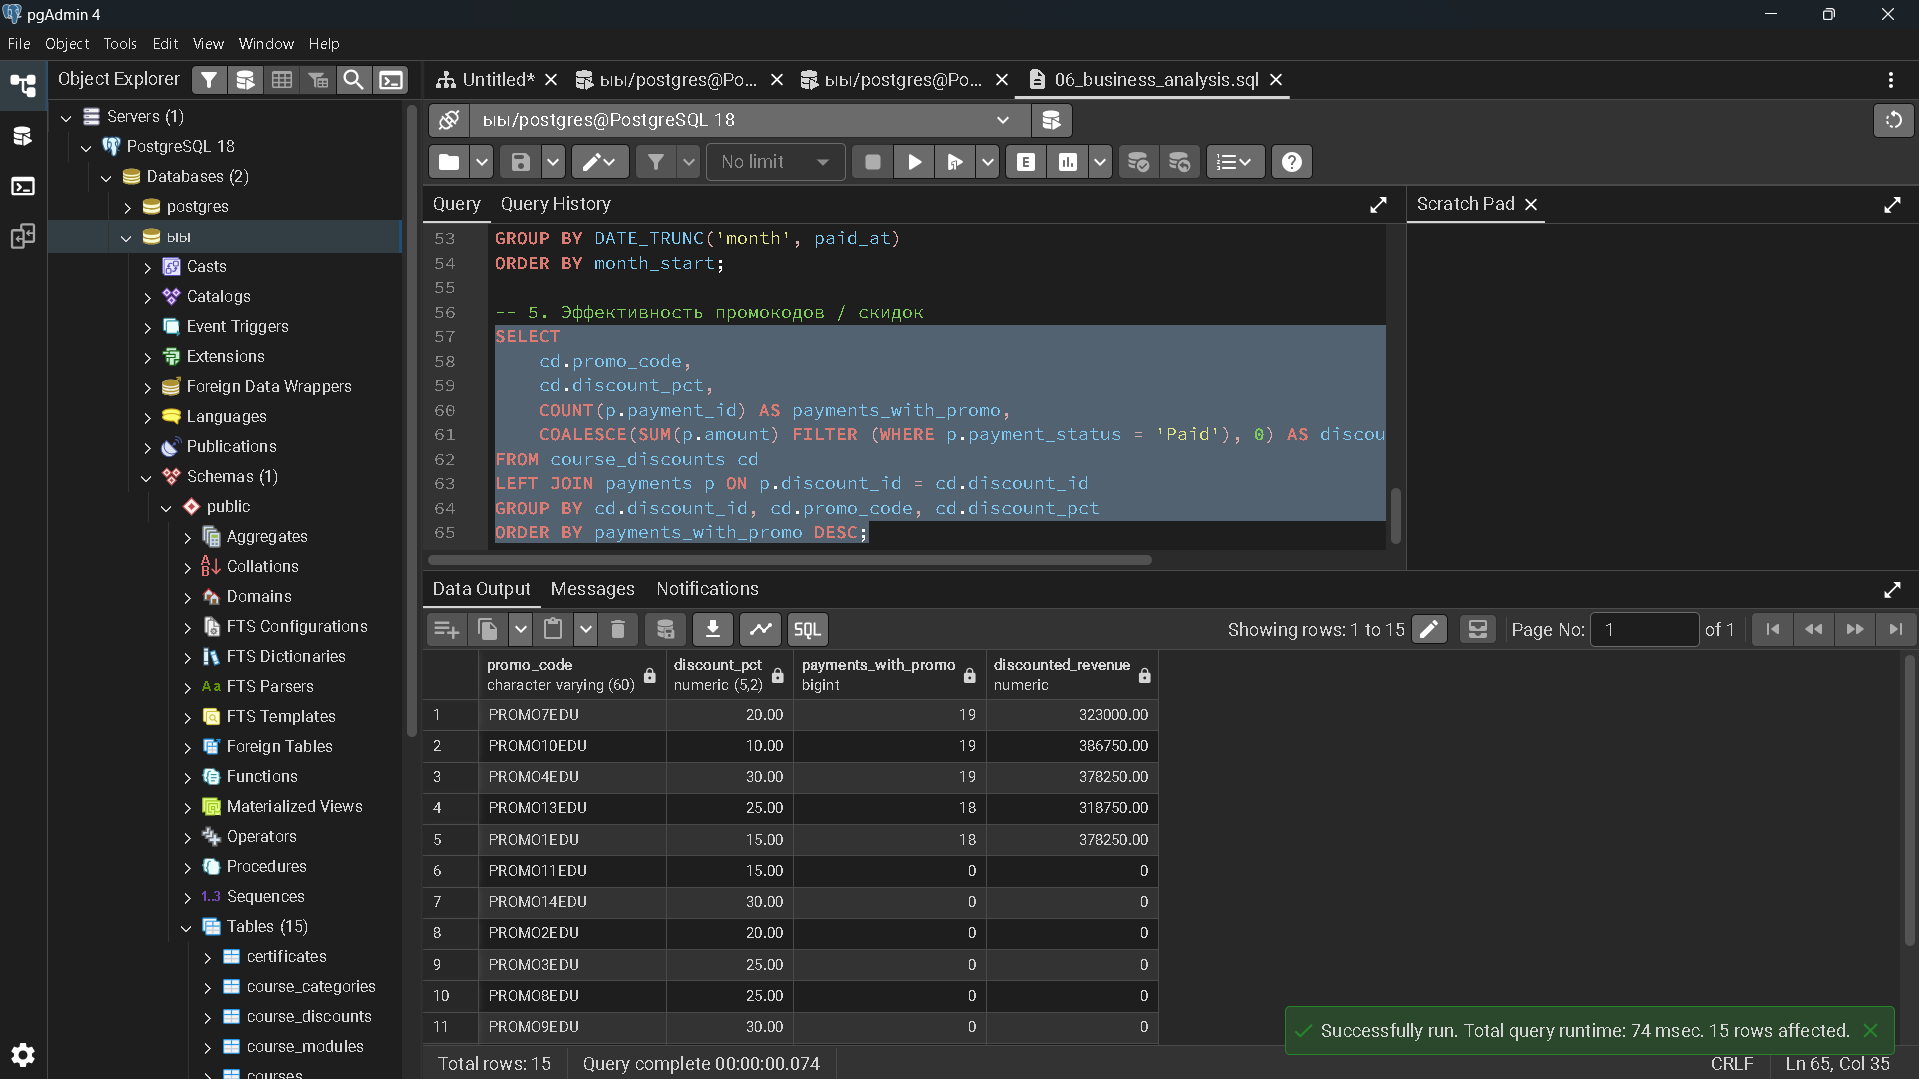 pgAdmin 4
File Object Tools Edit View Window Help
Object Explorer
Untitled* ыы/postgres@Po... ыы/postgres@Po... 06_business_analysis.sql
Servers (1)
PostgreSQL 18
Databases (2)
postgres
ыы
Casts
Catalogs
Event Triggers
Extensions
Foreign Data Wrappers
Languages
Publications
Schemas (1)
public
Aggregates
Collations
Domains
FTS Configurations
FTS Dictionaries
FTS Parsers
FTS Templates
Foreign Tables
Functions
Materialized Views
Operators
Procedures
1..3 Sequences
Tables (15)
certificates
course_categories
course_discounts
course_modules
courses
ыы/postgres@PostgreSQL 18
No limit
E
Query Query History
Scratch Pad
53 GROUP BY DATE_TRUNC('month', paid_at)
54 ORDER BY month_start;
55
56 -- 5. Эффективность промокодов / скидок
57 SELECT
58 cd.promo_code,
59 cd.discount_pct,
60 COUNT(p.payment_id) AS payments_with_promo,
61 COALESCE(SUM(p.amount) FILTER (WHERE p.payment_status = 'Paid'), 0) AS discou
62 FROM course_discounts cd
63 LEFT JOIN payments p ON p.discount_id = cd.discount_id
64 GROUP BY cd.discount_id, cd.promo_code, cd.discount_pct
65 ORDER BY payments_with_promo DESC;
Data Output Messages Notifications
SQL
Showing rows: 1 to 15
Page No: 1 of 1
promo_code character varying (60)
discount_pct numeric (5,2)
payments_with_promo bigint
discounted_revenue numeric
1 PROMO7EDU 20.00 19 323000.00
2 PROMO10EDU 10.00 19 386750.00
3 PROMO4EDU 30.00 19 378250.00
4 PROMO13EDU 25.00 18 318750.00
5 PROMO1EDU 15.00 18 378250.00
6 PROMO11EDU 15.00 0 0
7 PROMO14EDU 30.00 0 0
8 PROMO2EDU 20.00 0 0
9 PROMO3EDU 25.00 0 0
10 PROMO8EDU 25.00 0 0
11 PROMO9EDU 30.00 0 0
Successfully run. Total query runtime: 74 msec. 15 rows affected.
Total rows: 15
Query complete 00:00:00.074
CRLF
Ln 65, Col 35